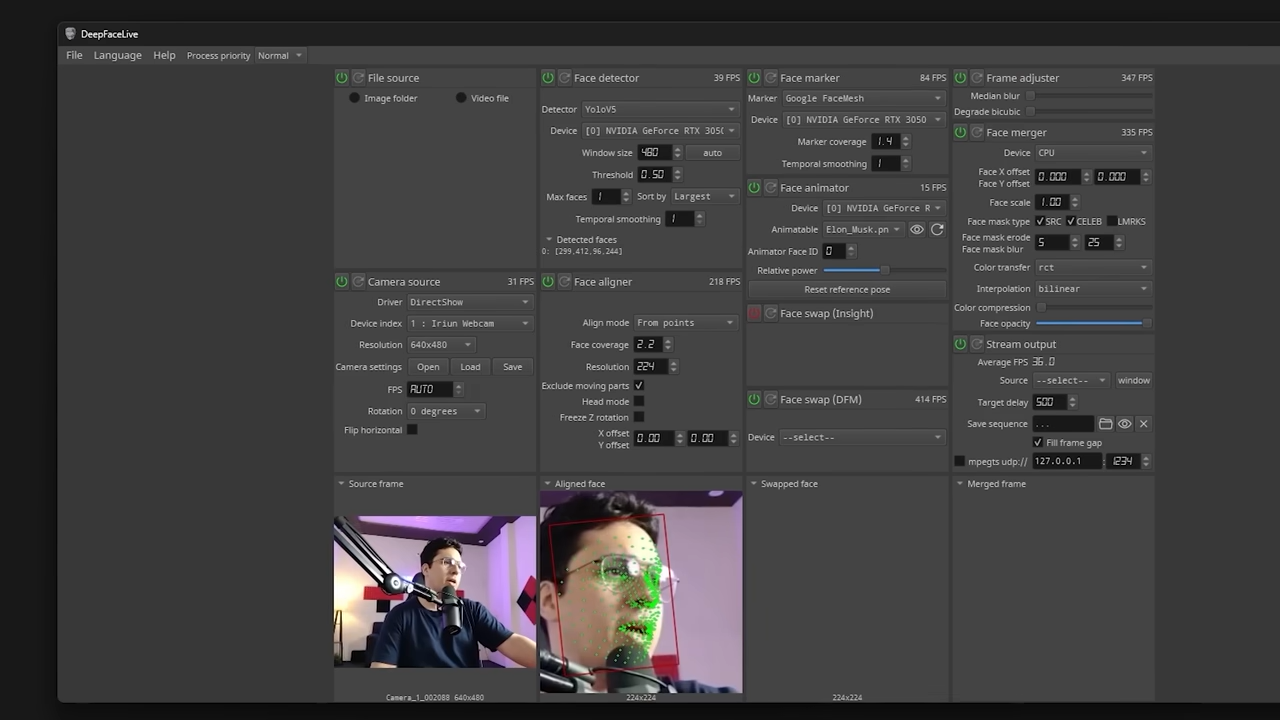 DeepFaceLive
File Language Help Process priority Normal
File source
Image folder Video file
Camera source 31 FPS
Driver DirectShow
Device index 1 : Iriun Webcam
Resolution 640x480
Camera settings Open Load Save
FPS AUTO
Rotation 0 degrees
Flip horizontal
Face detector 39 FPS
Detector YoloV5
Device [0] NVIDIA GeForce RTX 305(
Window size 480 auto
Threshold 0.50
Max faces 1 Sort by Largest
Temporal smoothing 1
Detected faces
0: [299,412,96,244]
Face aligner 218 FPS
Align mode From points
Face coverage 2.2
Resolution 224
Exclude moving parts
Head mode
Freeze Z rotation
X offset
Y offset
0.00 0.00
Face marker 84 FPS
Marker Google FaceMesh
Device [0] NVIDIA GeForce RTX 3050
Marker coverage 1.4
Temporal smoothing 1
Face animator 15 FPS
Device [0] NVIDIA GeForce R
Animatable Elon_Musk.pn
Animator Face ID 0
Relative power
Reset reference pose
Face swap (Insight)
Face swap (DFM) 414 FPS
Device --select--
Frame adjuster 347 FPS
Median blur
Degrade bicubic
Face merger 335 FPS
Device CPU
Face X offset
Face Y offset
0.000 0.000
Face scale 1.00
Face mask type SRC CELEB LMRKS
Face mask erode
Face mask blur
5 25
Color transfer rct
Interpolation bilinear
Color compression
Face opacity
Stream output
Average FPS 36.0
Source --select-- window
Target delay 500
Save sequence ...
Fill frame gap
mpegts udp:// 127.0.0.1 : 1234
Source frame
Camera_1_002088 640x480
Aligned face
224x224
Swapped face
224x224
Merged frame